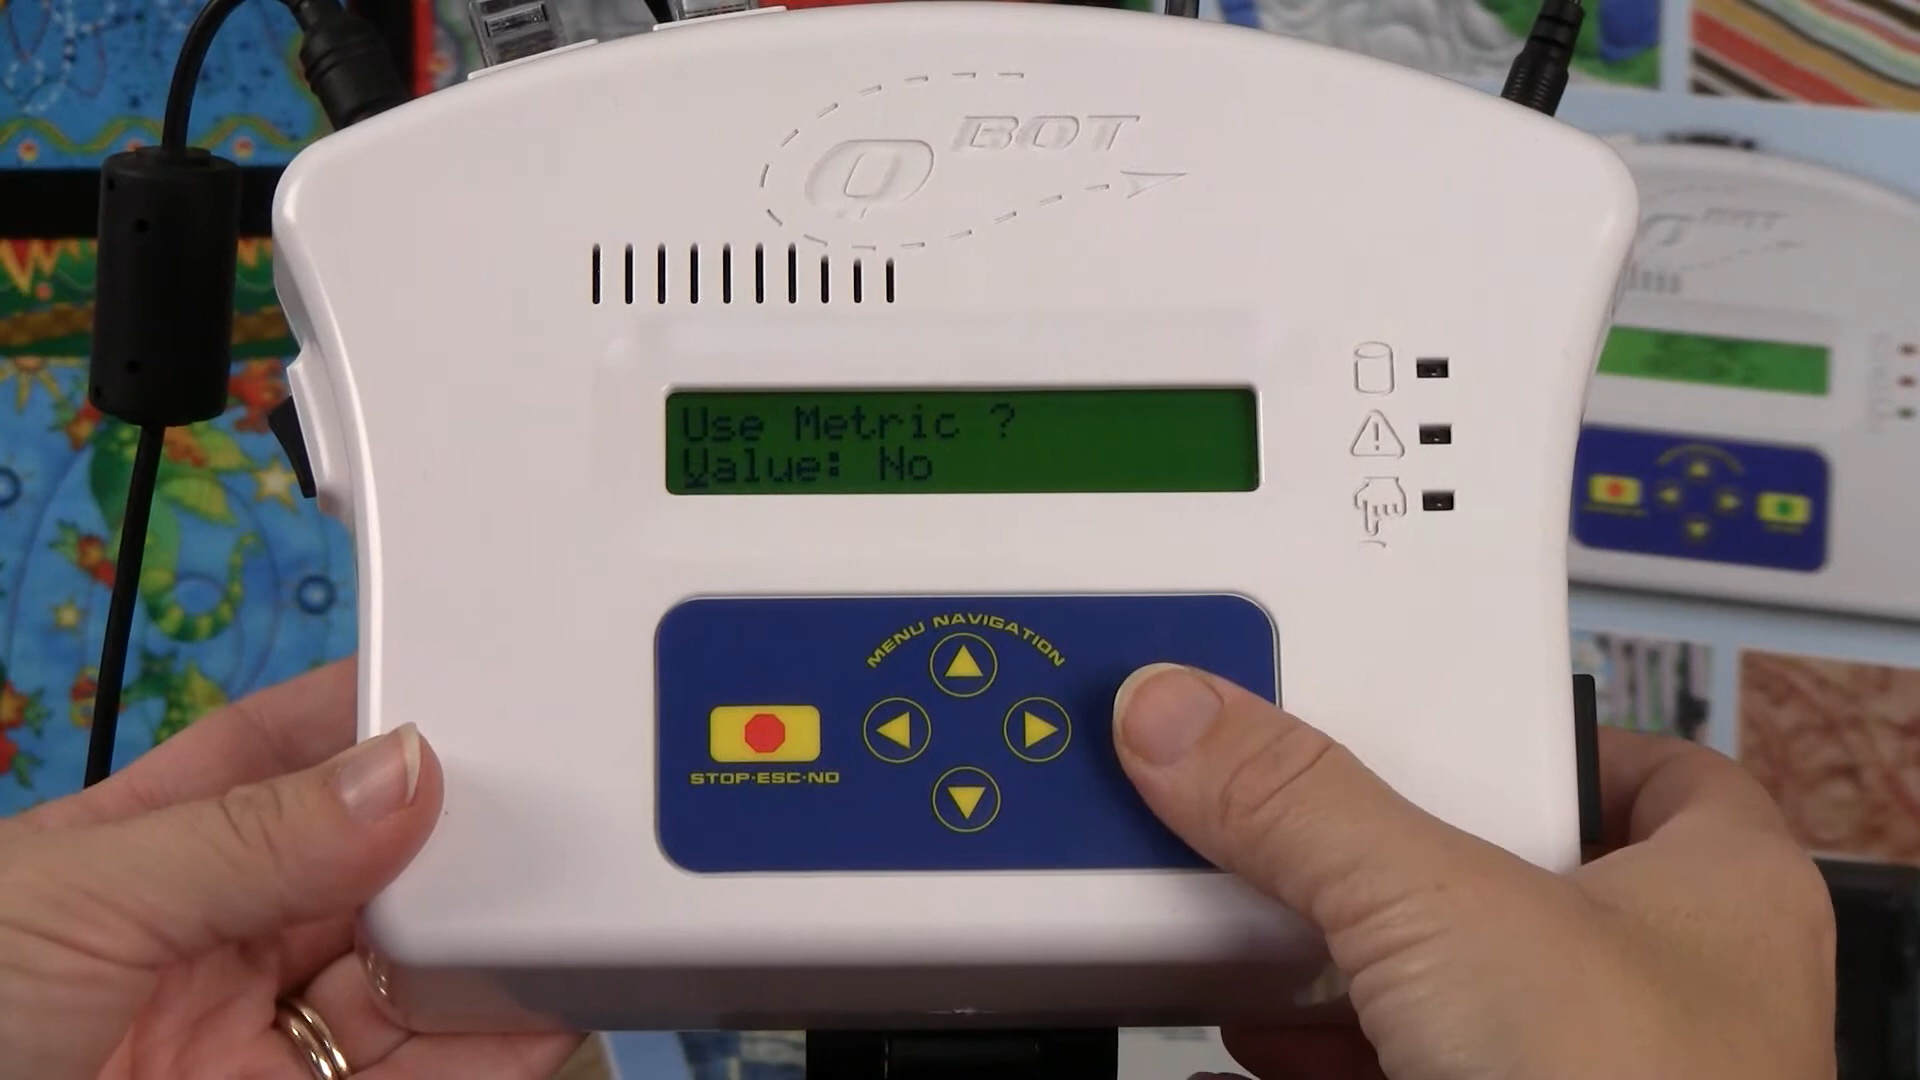 Q BOT
Use Metric ?
Value: No
MENU NAVIGATION
STOP·ESC·NO